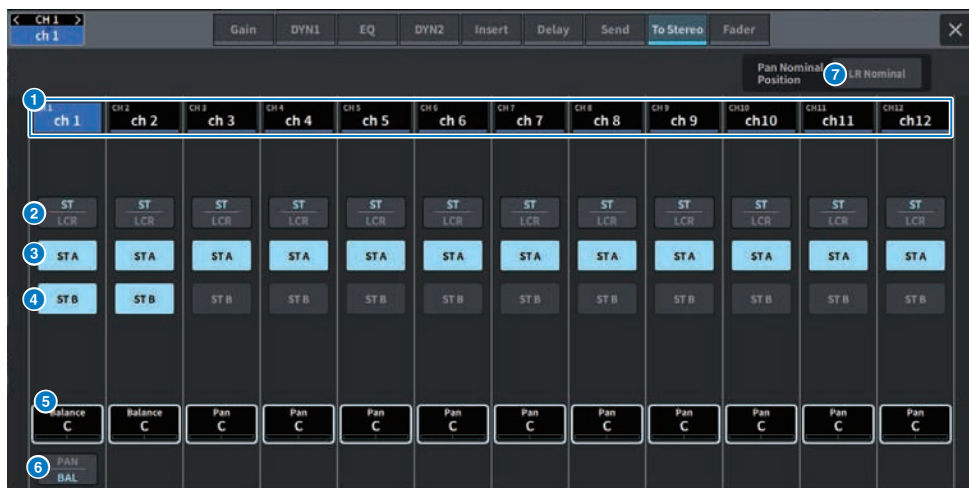 < CH 1 >
ch 1
Gain DYN1 EQ DYN2 Insert Delay Send To Stereo Fader
Pan Nominal
Position
7
LR Nominal
1
CH 2 CH 3 CH 4 CH 5 CH 6 CH 7 CH 8 CH 9 CH10 CH11 CH12
ch 1 ch 2 ch 3 ch 4 ch 5 ch 6 ch 7 ch 8 ch 9 ch10 ch11 ch12
2
ST ST ST ST ST ST ST ST ST ST ST ST
LCR LCR LCR LCR LCR LCR LCR LCR LCR LCR LCR LCR
3 ST A ST A ST A ST A ST A ST A ST A ST A ST A ST A ST A ST A
4 ST B ST B ST B ST B ST B ST B ST B ST B ST B ST B ST B ST B
5
Balance Balance Pan Pan Pan Pan Pan Pan Pan Pan Pan Pan
C C C C C C C C C C C C
6
PAN
BAL